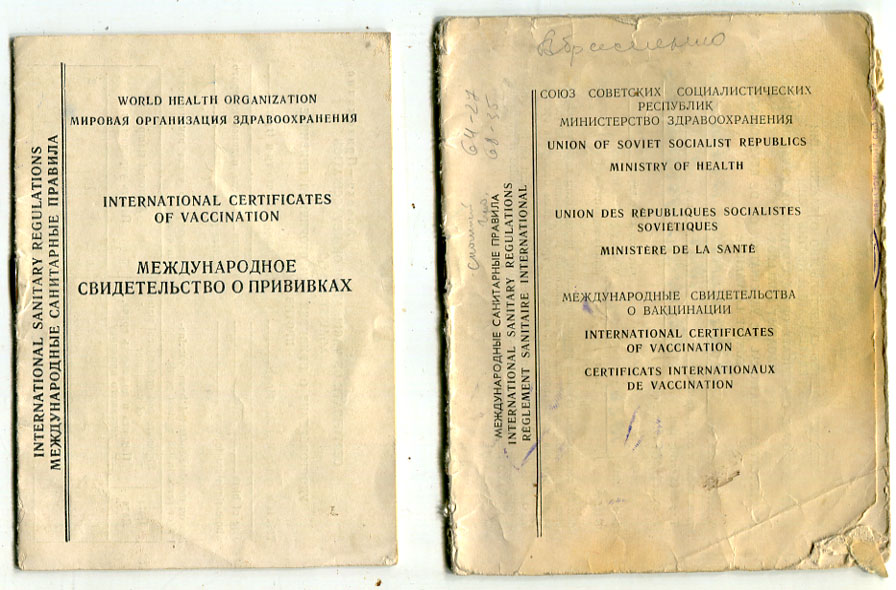 WORLD HEALTH ORGANIZATION
МИРОВАЯ ОРГАНИЗАЦИЯ ЗДРАВООХРАНЕНИЯ
INTERNATIONAL CERTIFICATES
OF VACCINATION
МЕЖДУНАРОДНОЕ
СВИДЕТЕЛЬСТВО О ПРИВИВКАХ
INTERNATIONAL SANITARY REGULATIONS
МЕЖДУНАРОДНЫЕ САНИТАРНЫЕ ПРАВИЛА
64-27
68-35
СОЮЗ СОВЕТСКИХ СОЦИАЛИСТИЧЕСКИХ
РЕСПУБЛИК
МИНИСТЕРСТВО ЗДРАВООХРАНЕНИЯ
UNION OF SOVIET SOCIALIST REPUBLICS
MINISTRY OF HEALTH
UNION DES RÉPUBLIQUES SOCIALISTES
SOVIÉTIQUES
MINISTÈRE DE LA SANTÉ
МЕЖДУНАРОДНЫЕ СВИДЕТЕЛЬСТВА
О ВАКЦИНАЦИИ
INTERNATIONAL CERTIFICATES
OF VACCINATION
CERTIFICATS INTERNATIONAUX
DE VACCINATION
МЕЖДУНАРОДНЫЕ САНИТАРНЫЕ ПРАВИЛА
INTERNATIONAL SANITARY REGULATIONS
RÈGLEMENT SANITAIRE INTERNATIONAL